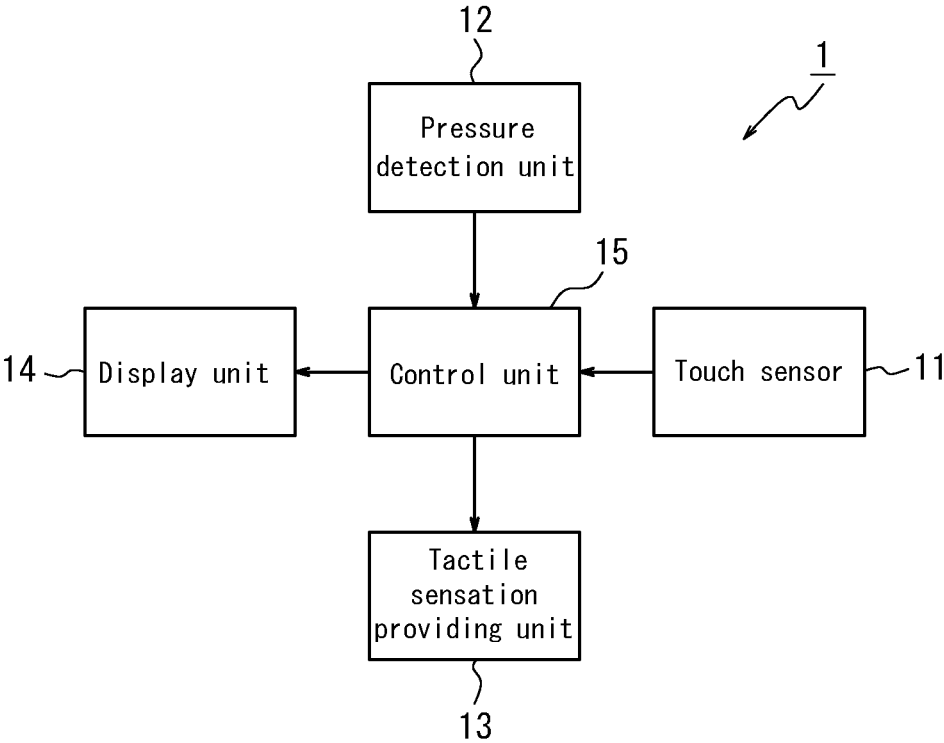 12
1
Pressure
detection unit
15
14
Display unit
Control unit
Touch sensor
11
Tactile
sensation
providing unit
13